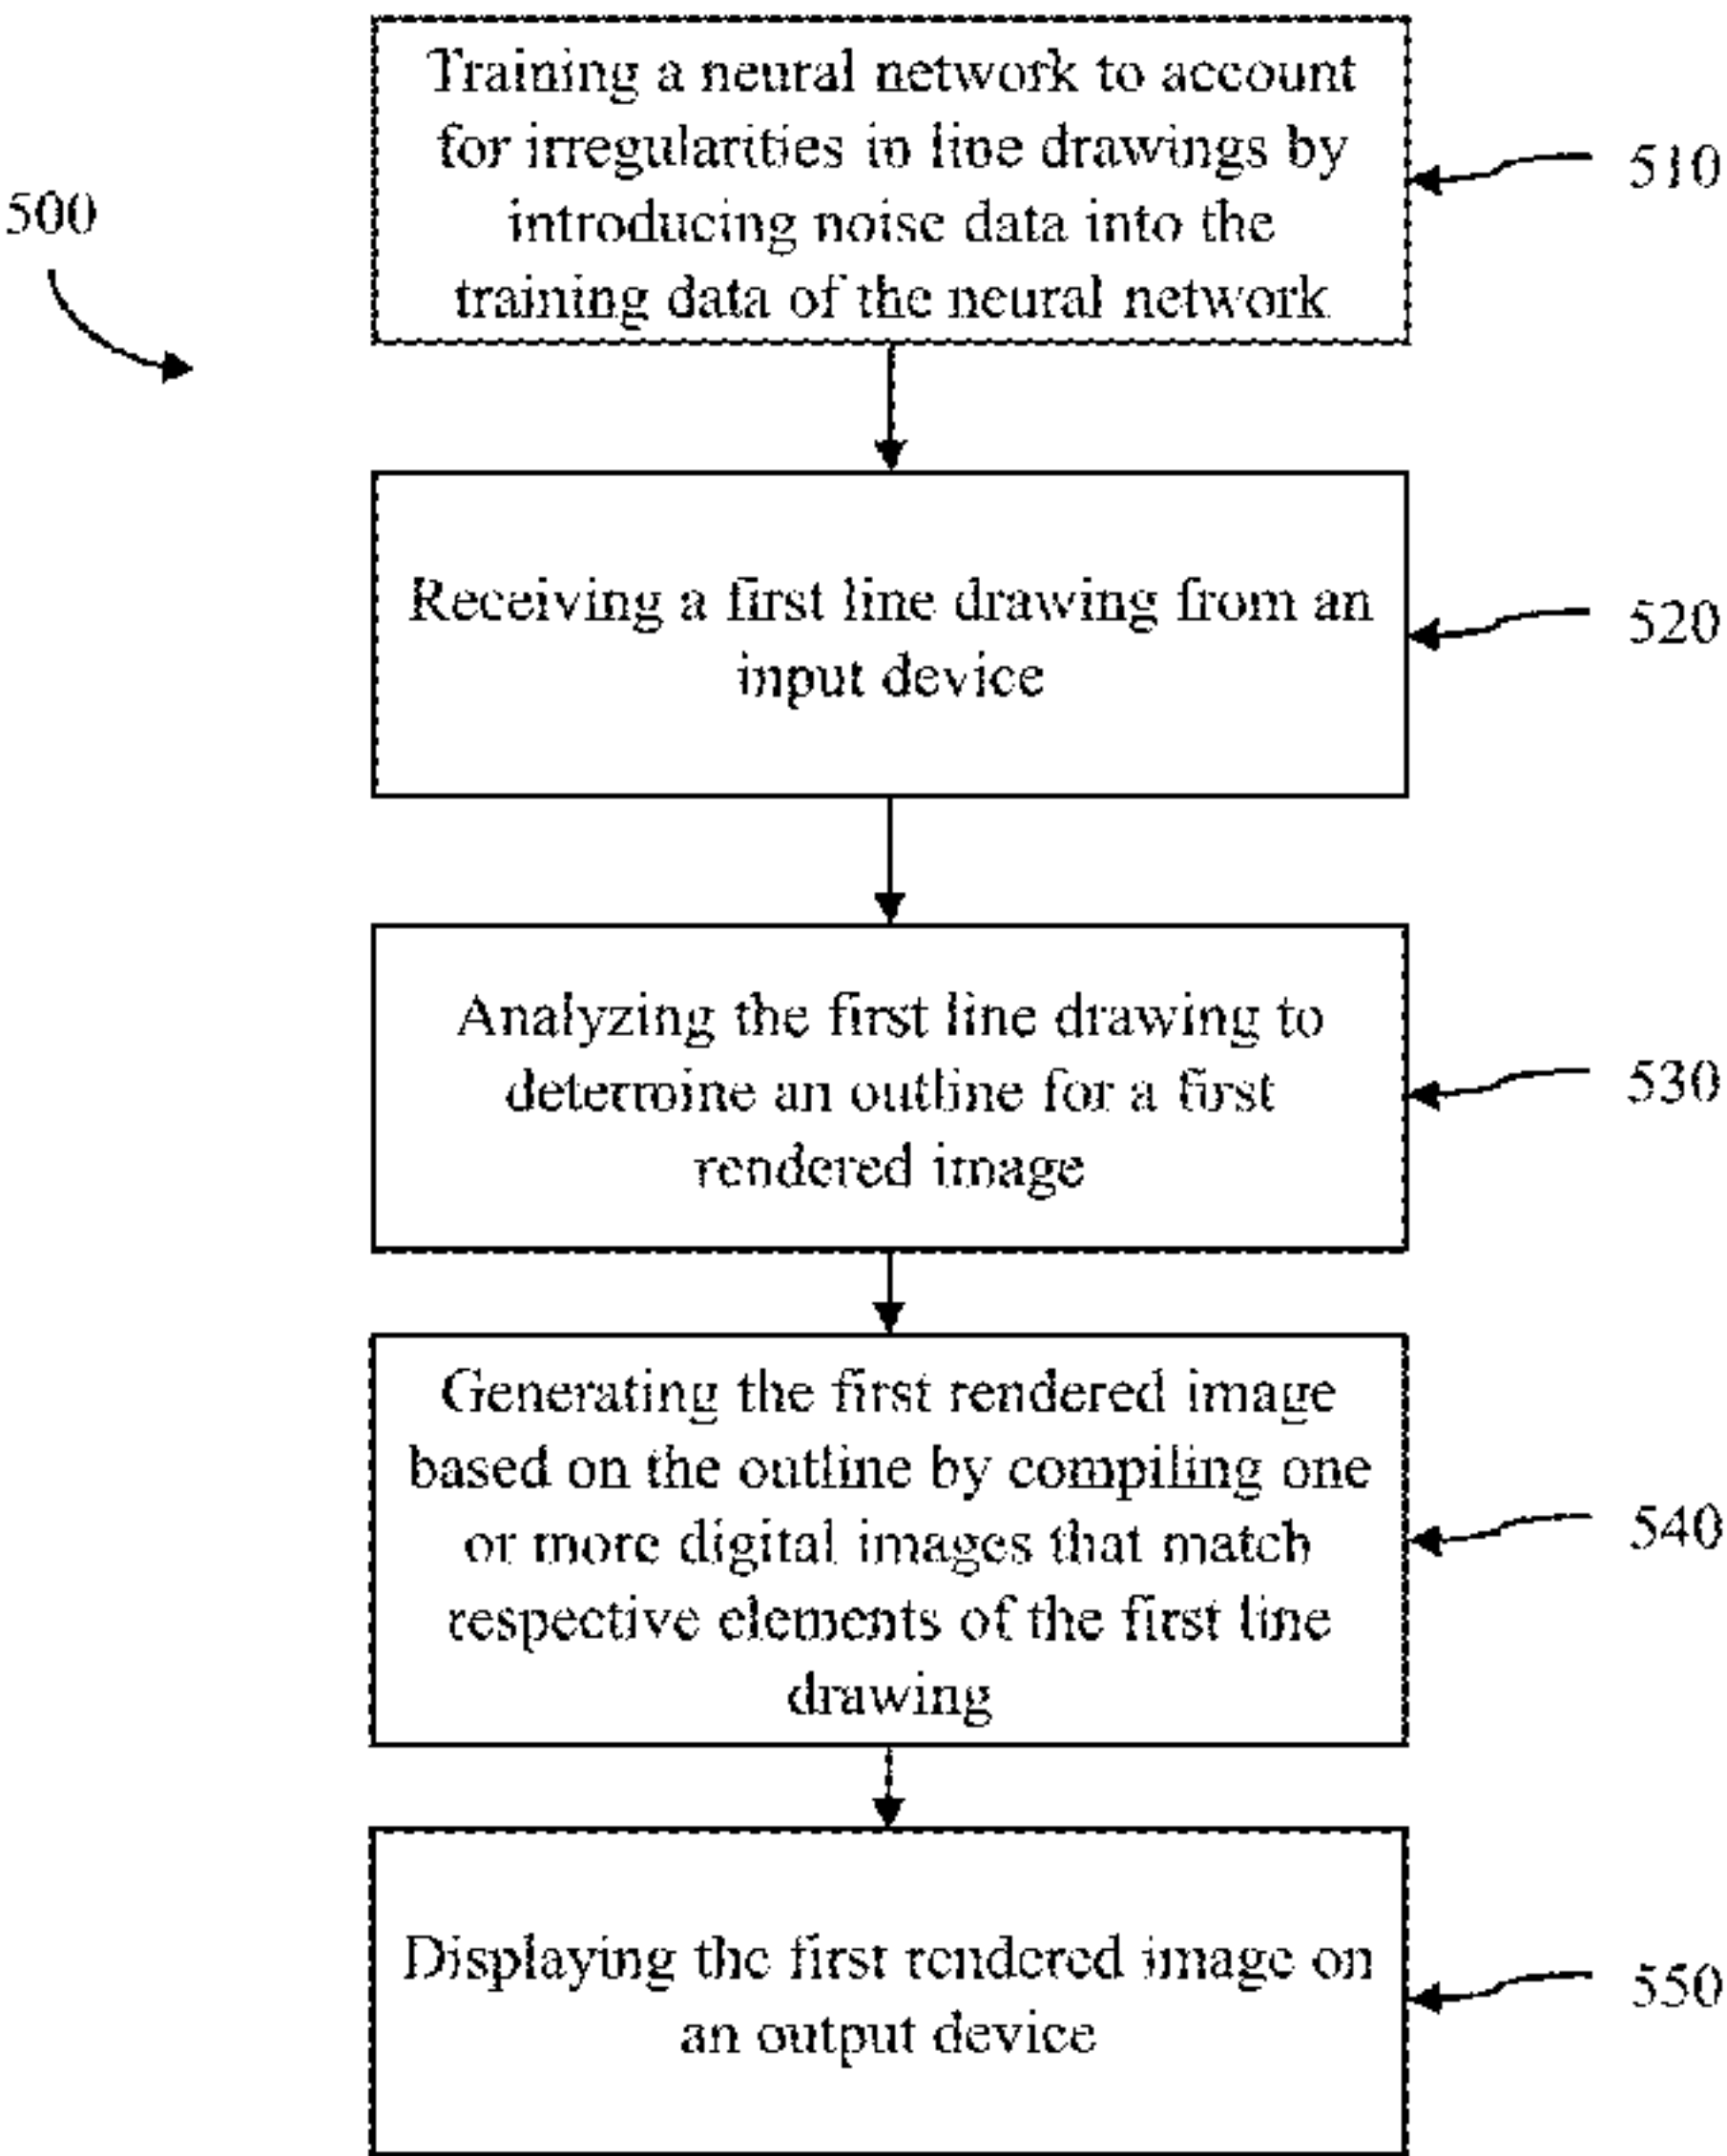 500
Training a neural network to account
for irregularities in line drawings by
introducing noise data into the
training data of the neural network
510
Receiving a first line drawing from an
input device
520
Analyzing the first line drawing to
determine an outline for a first
rendered image
530
Generating the first rendered image
based on the outline by compiling one
or more digital images that match
respective elements of the first line
drawing
540
Displaying the first rendered image on
an output device
550